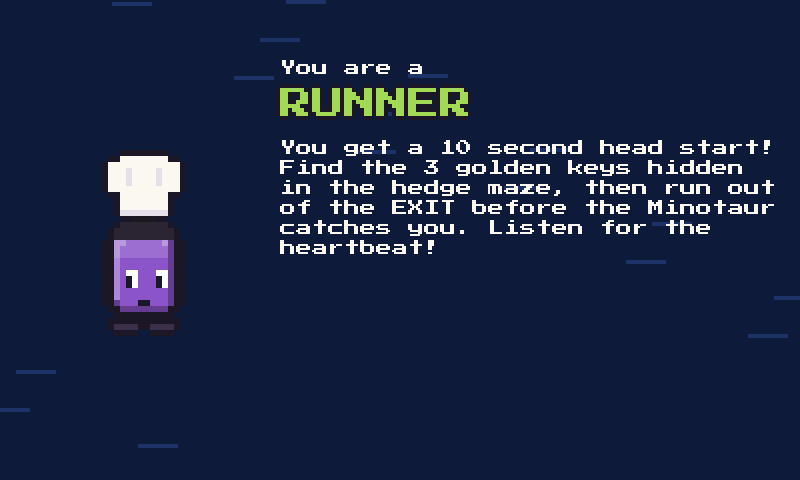 You are a
RUNNER
You get a 10 second head start!
Find the 3 golden keys hidden
in the hedge maze, then run out
of the EXIT before the Minotaur
catches you. Listen for the
heartbeat!